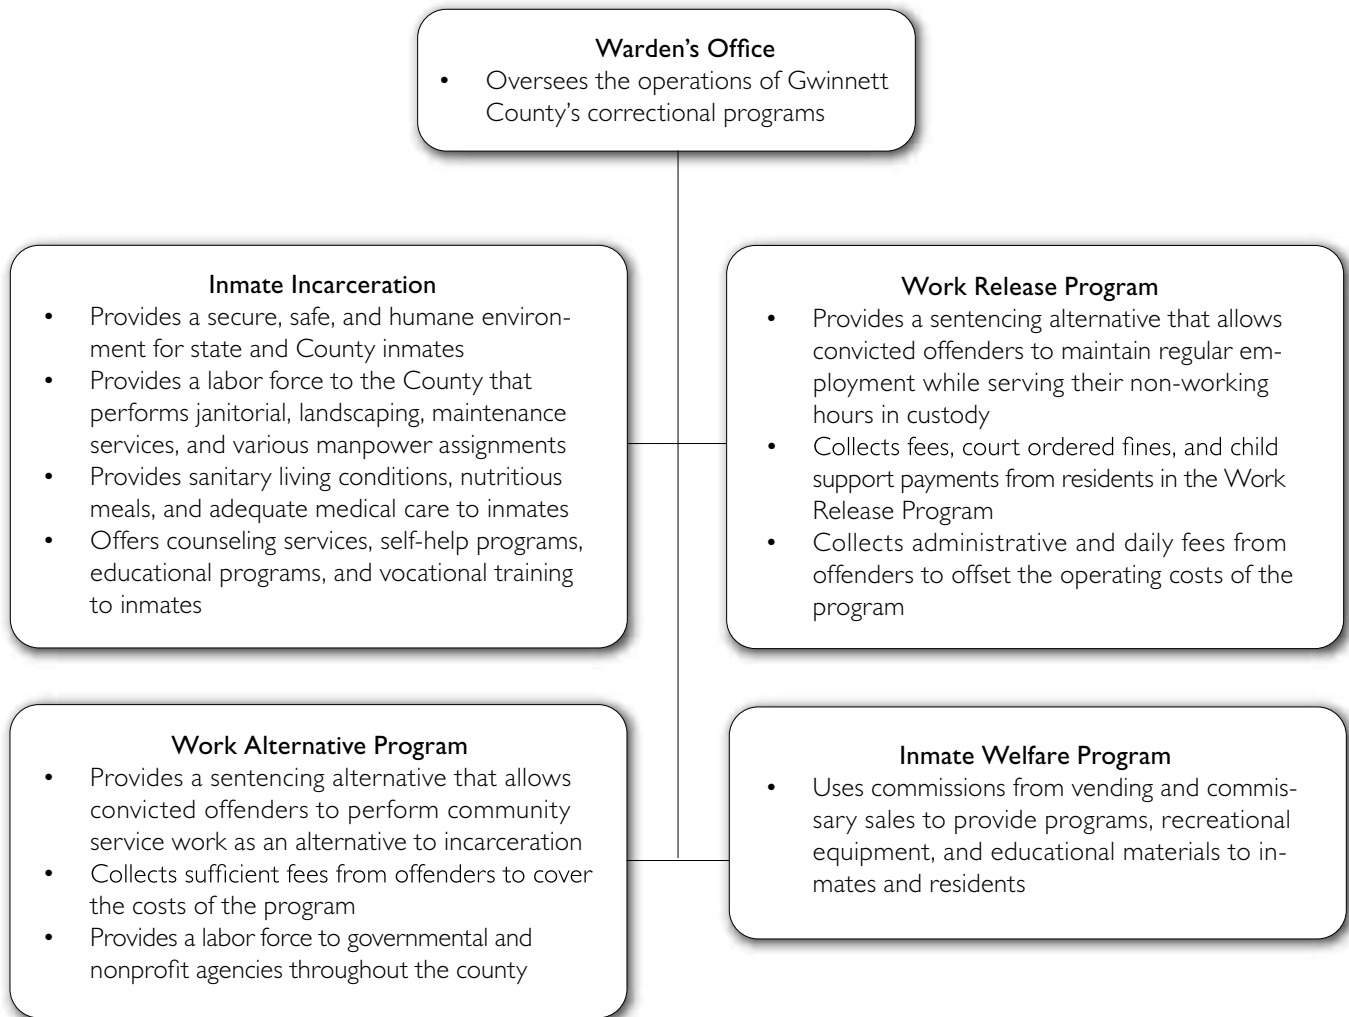 Warden’s Office
• Oversees the operations of Gwinnett
County’s correctional programs
Inmate Incarceration
• Provides a secure, safe, and humane environ-
ment for state and County inmates
• Provides a labor force to the County that
performs janitorial, landscaping, maintenance
services, and various manpower assignments
• Provides sanitary living conditions, nutritious
meals, and adequate medical care to inmates
• Offers counseling services, self-help programs,
educational programs, and vocational training
to inmates
Work Release Program
• Provides a sentencing alternative that allows
convicted offenders to maintain regular em-
ployment while serving their non-working
hours in custody
• Collects fees, court ordered fines, and child
support payments from residents in the Work
Release Program
• Collects administrative and daily fees from
offenders to offset the operating costs of the
program
Work Alternative Program
• Provides a sentencing alternative that allows
convicted offenders to perform community
service work as an alternative to incarceration
• Collects sufficient fees from offenders to cover
the costs of the program
• Provides a labor force to governmental and
nonprofit agencies throughout the county
Inmate Welfare Program
• Uses commissions from vending and commis-
sary sales to provide programs, recreational
equipment, and educational materials to in-
mates and residents